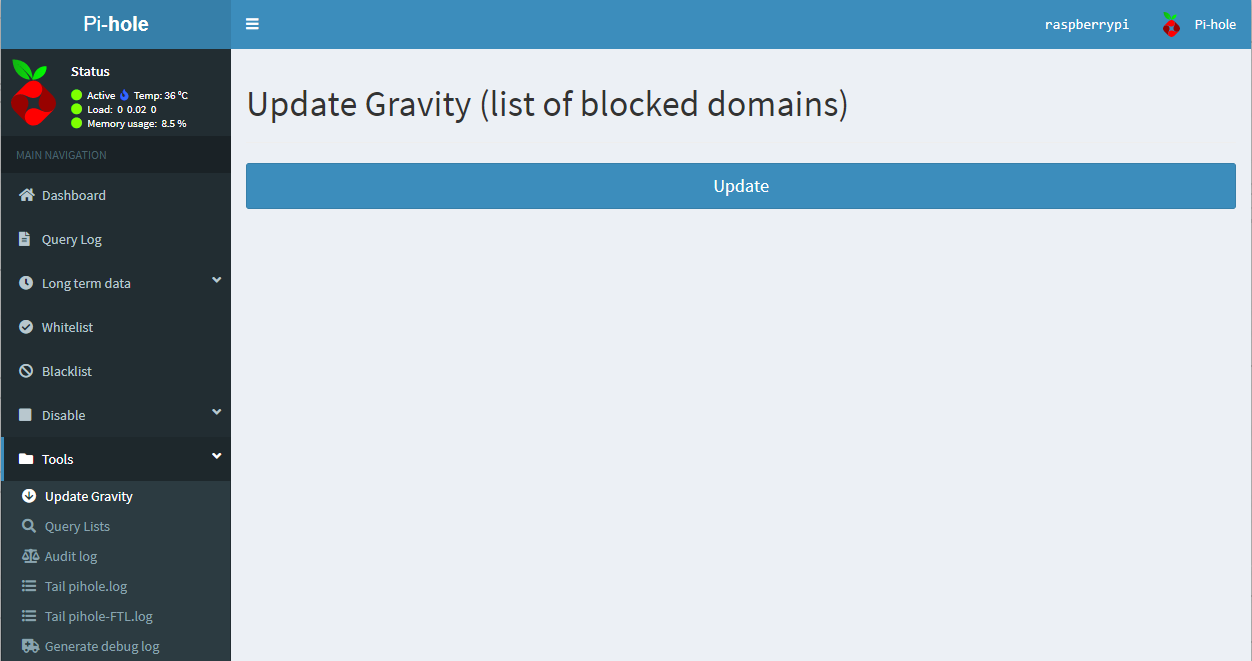 Pi-hole
raspberrypi
Pi-hole
Status
Active Temp: 36 °C
Load: 0 0.02 0
Memory usage: 8.5 %
MAIN NAVIGATION
Dashboard
Query Log
Long term data
Whitelist
Blacklist
Disable
Tools
Update Gravity
Query Lists
Audit log
Tail pihole.log
Tail pihole-FTL.log
Generate debug log
Update Gravity (list of blocked domains)
Update